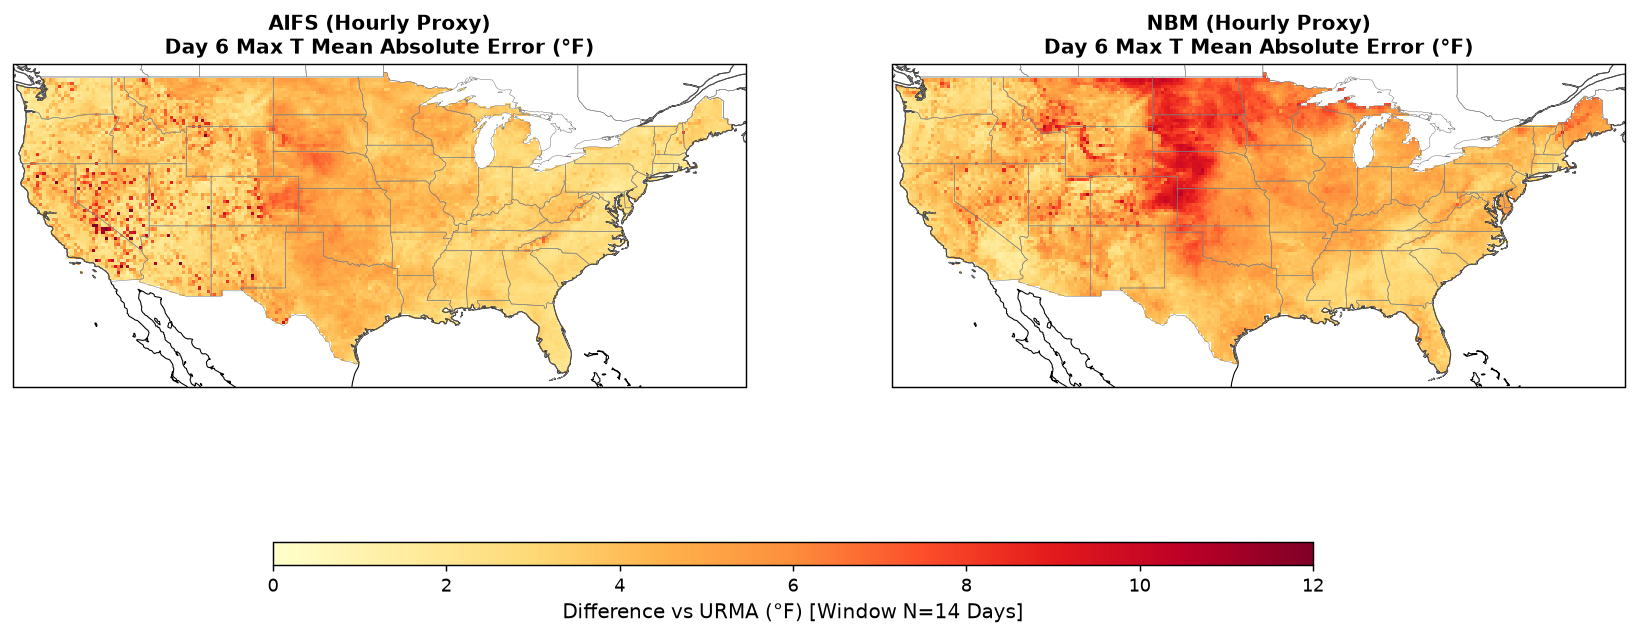 AIFS (Hourly Proxy)
Day 6 Max T Mean Absolute Error (°F)
NBM (Hourly Proxy)
Day 6 Max T Mean Absolute Error (°F)
0 2 4 6 8 10 12
Difference vs URMA (°F) [Window N=14 Days]